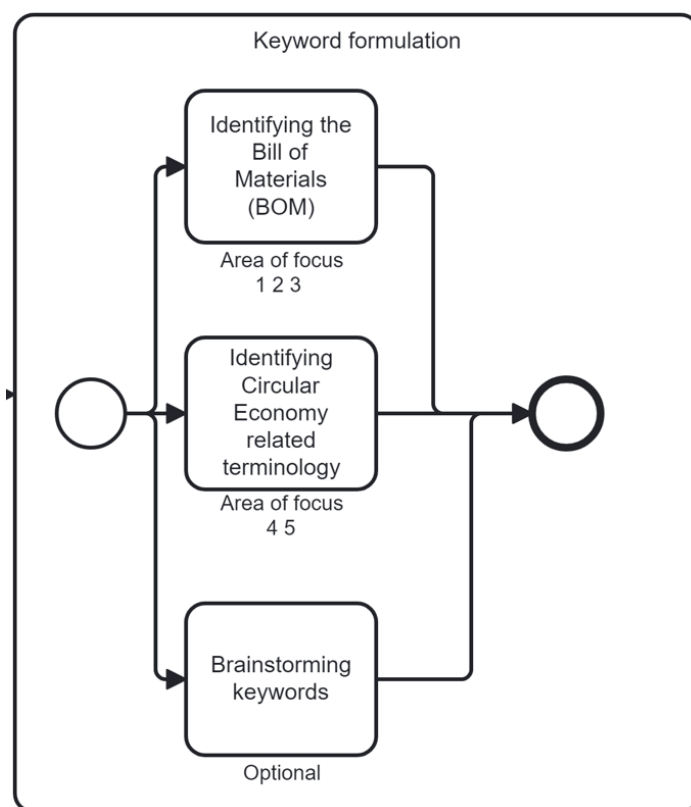 Keyword formulation
Identifying the
Bill of
Materials
(BOM)
Area of focus
1 2 3
Identifying
Circular
Economy
related
terminology
Area of focus
4 5
Brainstorming
keywords
Optional